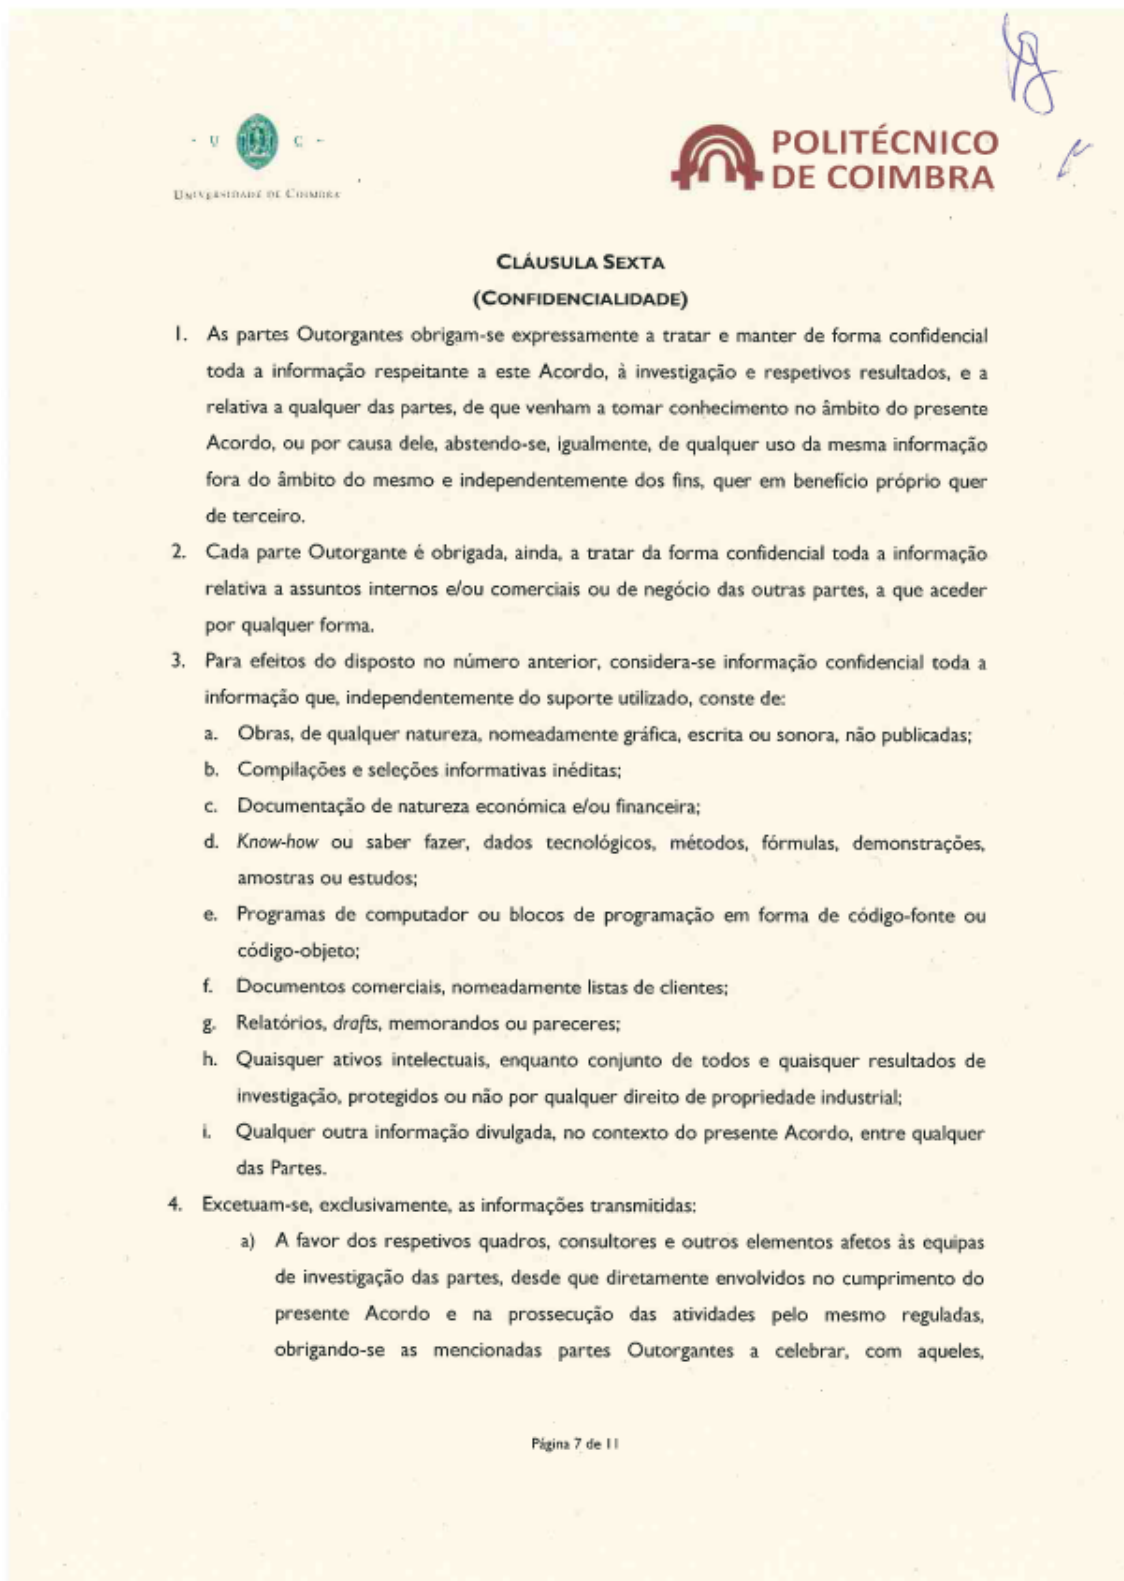 - U C -
UNIVERSIDADE DE COIMBRA
POLITÉCNICO
DE COIMBRA
CLÁUSULA SEXTA
(CONFIDENCIALIDADE)
1. As partes Outorgantes obrigam-se expressamente a tratar e manter de forma confidencial
toda a informação respeitante a este Acordo, à investigação e respetivos resultados, e a
relativa a qualquer das partes, de que venham a tomar conhecimento no âmbito do presente
Acordo, ou por causa dele, abstendo-se, igualmente, de qualquer uso da mesma informação
fora do âmbito do mesmo e independentemente dos fins, quer em benefício próprio quer
de terceiro.
2. Cada parte Outorgante é obrigada, ainda, a tratar da forma confidencial toda a informação
relativa a assuntos internos e/ou comerciais ou de negócio das outras partes, a que aceder
por qualquer forma.
3. Para efeitos do disposto no número anterior, considera-se informação confidencial toda a
informação que, independentemente do suporte utilizado, conste de:
a. Obras, de qualquer natureza, nomeadamente gráfica, escrita ou sonora, não publicadas;
b. Compilações e seleções informativas inéditas;
c. Documentação de natureza económica e/ou financeira;
d. Know-how ou saber fazer, dados tecnológicos, métodos, fórmulas, demonstrações,
amostras ou estudos;
e. Programas de computador ou blocos de programação em forma de código-fonte ou
código-objeto;
f. Documentos comerciais, nomeadamente listas de clientes;
g. Relatórios, drafts, memorandos ou pareceres;
h. Quaisquer ativos intelectuais, enquanto conjunto de todos e quaisquer resultados de
investigação, protegidos ou não por qualquer direito de propriedade industrial;
i. Qualquer outra informação divulgada, no contexto do presente Acordo, entre qualquer
das Partes.
4. Excetuam-se, exclusivamente, as informações transmitidas:
a) A favor dos respetivos quadros, consultores e outros elementos afetos às equipas
de investigação das partes, desde que diretamente envolvidos no cumprimento do
presente Acordo e na prossecução das atividades pelo mesmo reguladas,
obrigando-se as mencionadas partes Outorgantes a celebrar, com aqueles,
Página 7 de 11